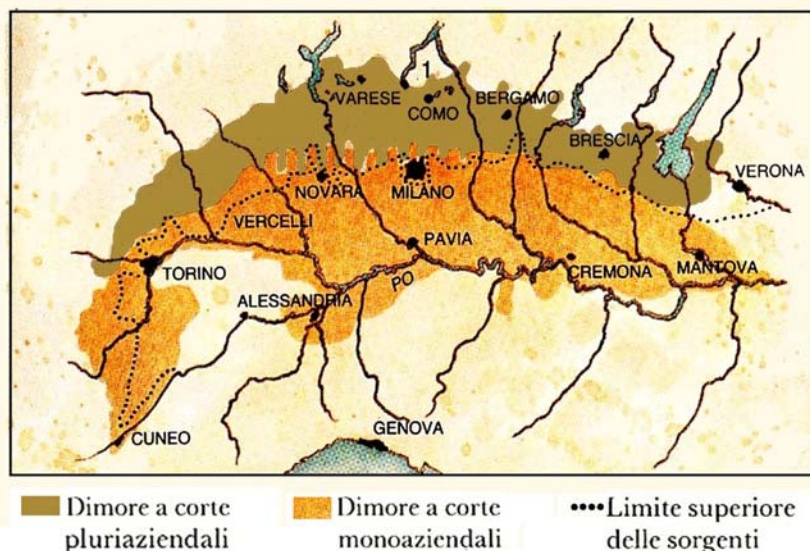 1
VARESE
COMO
BERGAMO
BRESCIA
VERONA
NOVARA
MILANO
VERCELLI
PAVIA
TORINO
CREMONA
MANTOVA
ALESSANDRIA
PO
CUNEO
GENOVA
Dimore a corte
pluriaziendali
Dimore a corte
monoaziendali
Limite superiore
delle sorgenti